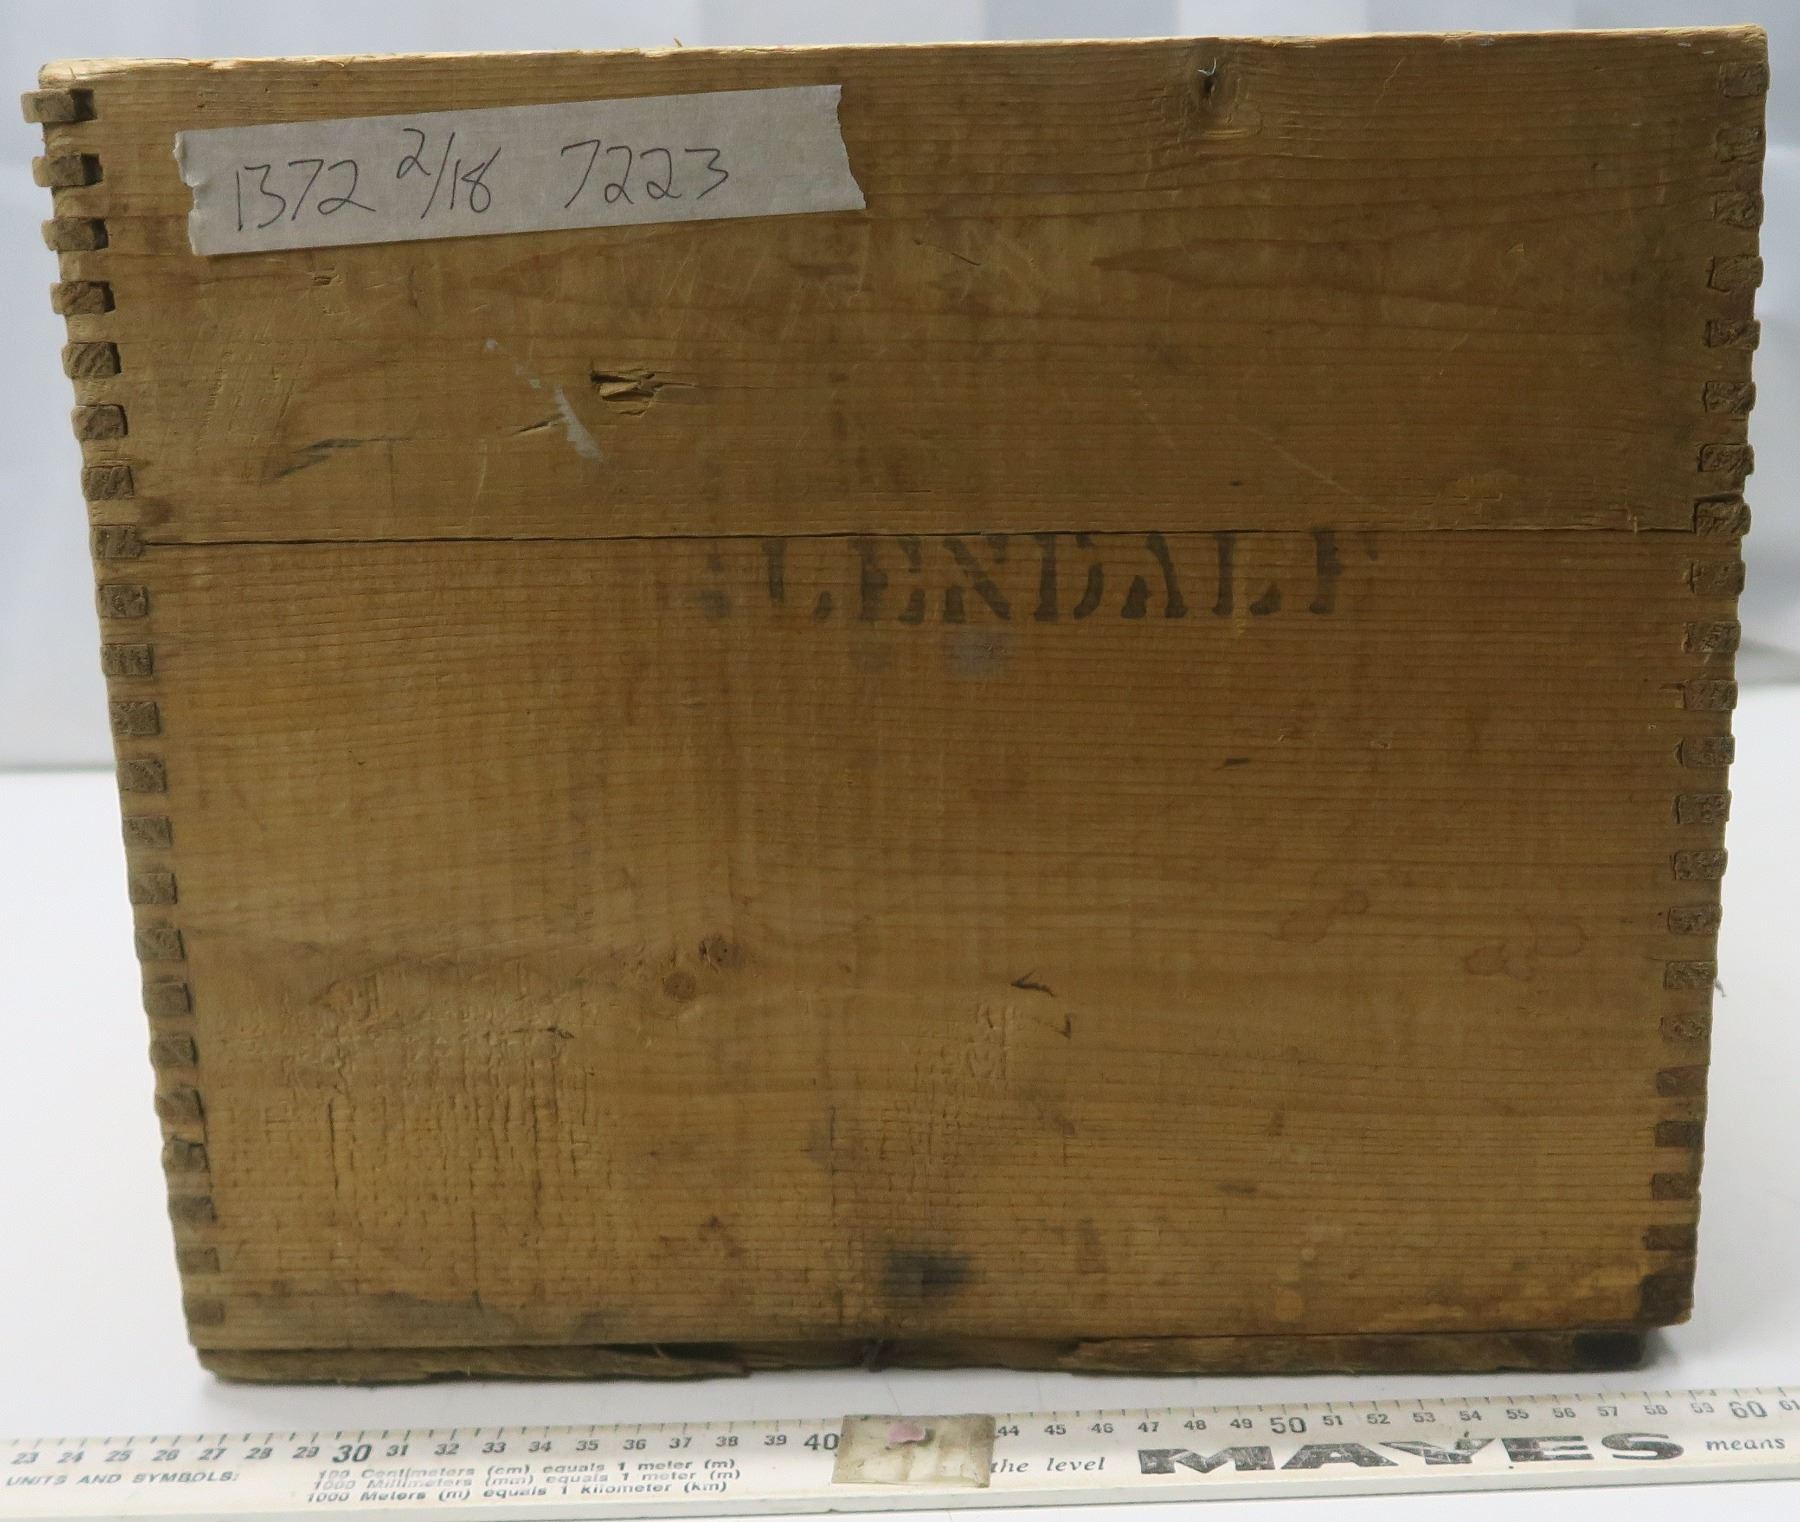 1372 2/18 7223
GLENDALE
23 24 25 26 27 28 29 30 31 32 33 34 35 36 37 38 39 40 44 45 46 47 48 49 50 51 52 53 54 55 56 57 58 59 60 61
UNITS AND SYMBOLS: 100 Centimeters (cm) equals 1 meter (m) the level MAYES means
1000 Millimeters (mm) equals 1 meter (m)
1000 Meters (m) equals 1 kilometer (km)